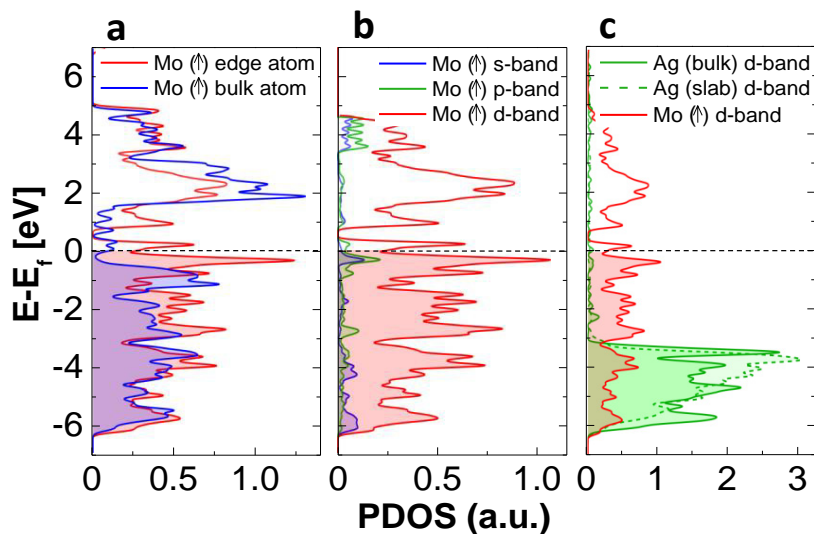 a b c
Mo (↑) edge atom
Mo (↑) bulk atom
Mo (↑) s-band
Mo (↑) p-band
Mo (↑) d-band
Ag (bulk) d-band
Ag (slab) d-band
Mo (↑) d-band
E-E_f [eV]
6
4
2
0
-2
-4
-6
0 0.5 1.0 0 0.5 1.0 0 1 2 3
PDOS (a.u.)